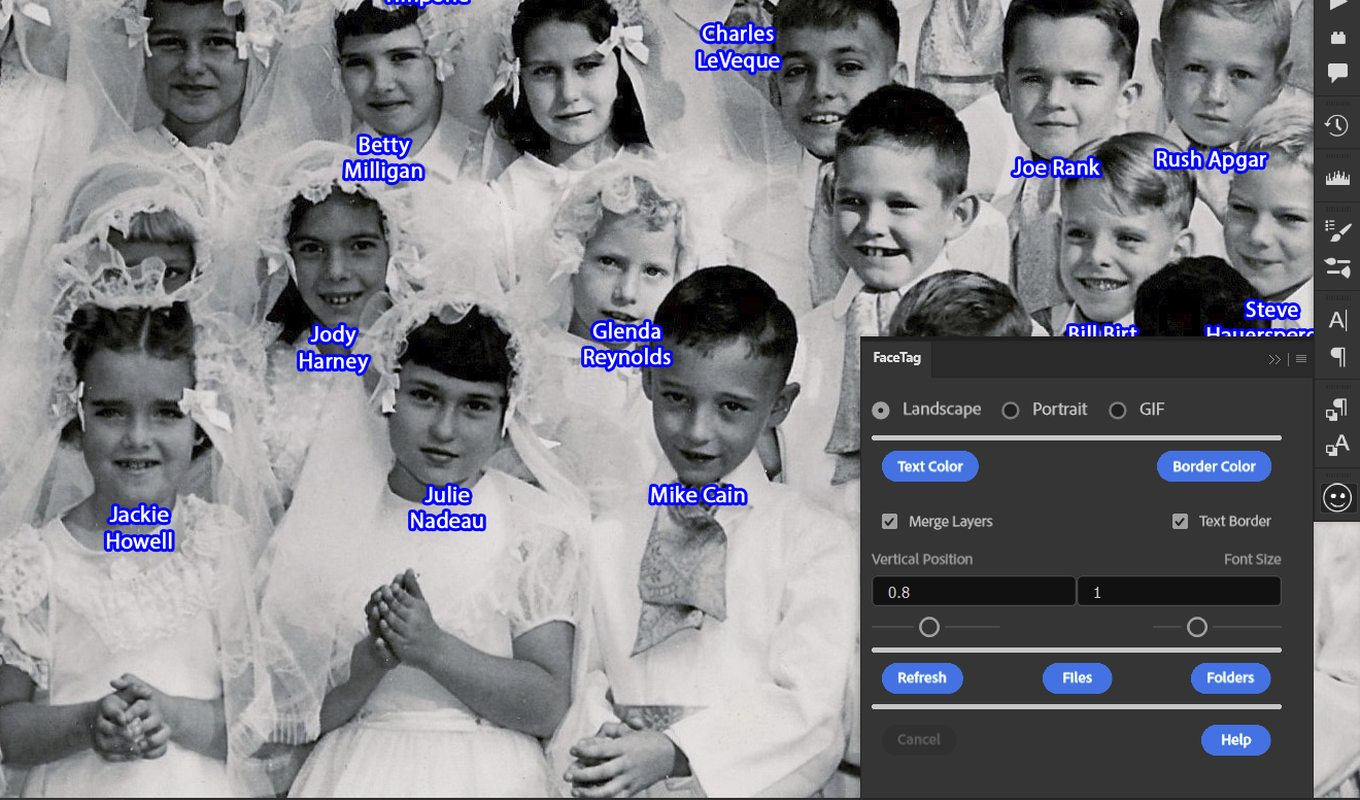 Charles
LeVeque
Betty
Milligan
Joe Rank
Rush Apgar
Jody
Harney
Glenda
Reynolds
Bill Birt
Steve
Jackie
Howell
Julie
Nadeau
Mike Cain
FaceTag
Landscape
Portrait
GIF
Text Color
Border Color
Merge Layers
Text Border
Vertical Position
Font Size
0.8
1
Refresh
Files
Folders
Cancel
Help